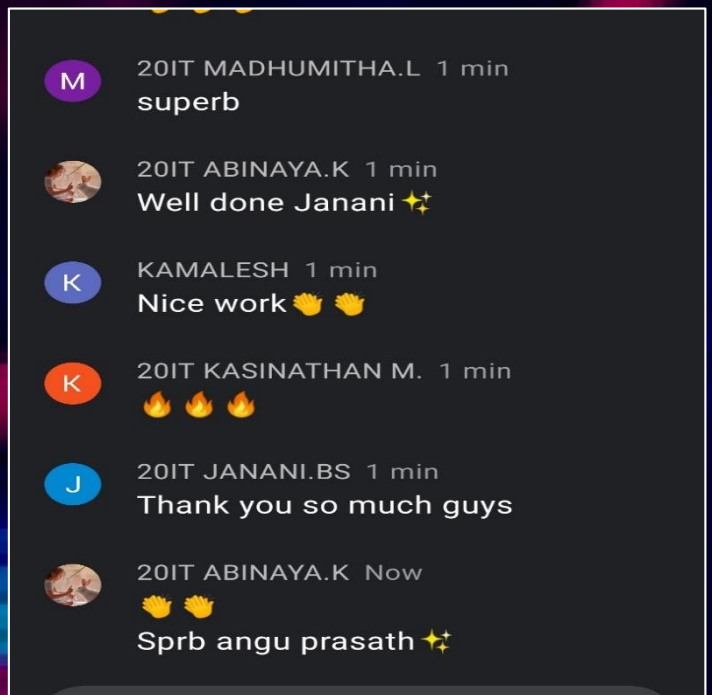 M
20IT MADHUMITHA.L 1 min
superb
20IT ABINAYA.K 1 min
Well done Janani✨
K
KAMALESH 1 min
Nice work👏 👏
K
20IT KASINATHAN M. 1 min
🔥 🔥 🔥
J
20IT JANANI.BS 1 min
Thank you so much guys
20IT ABINAYA.K Now
👏 👏
Sprb angu prasath✨